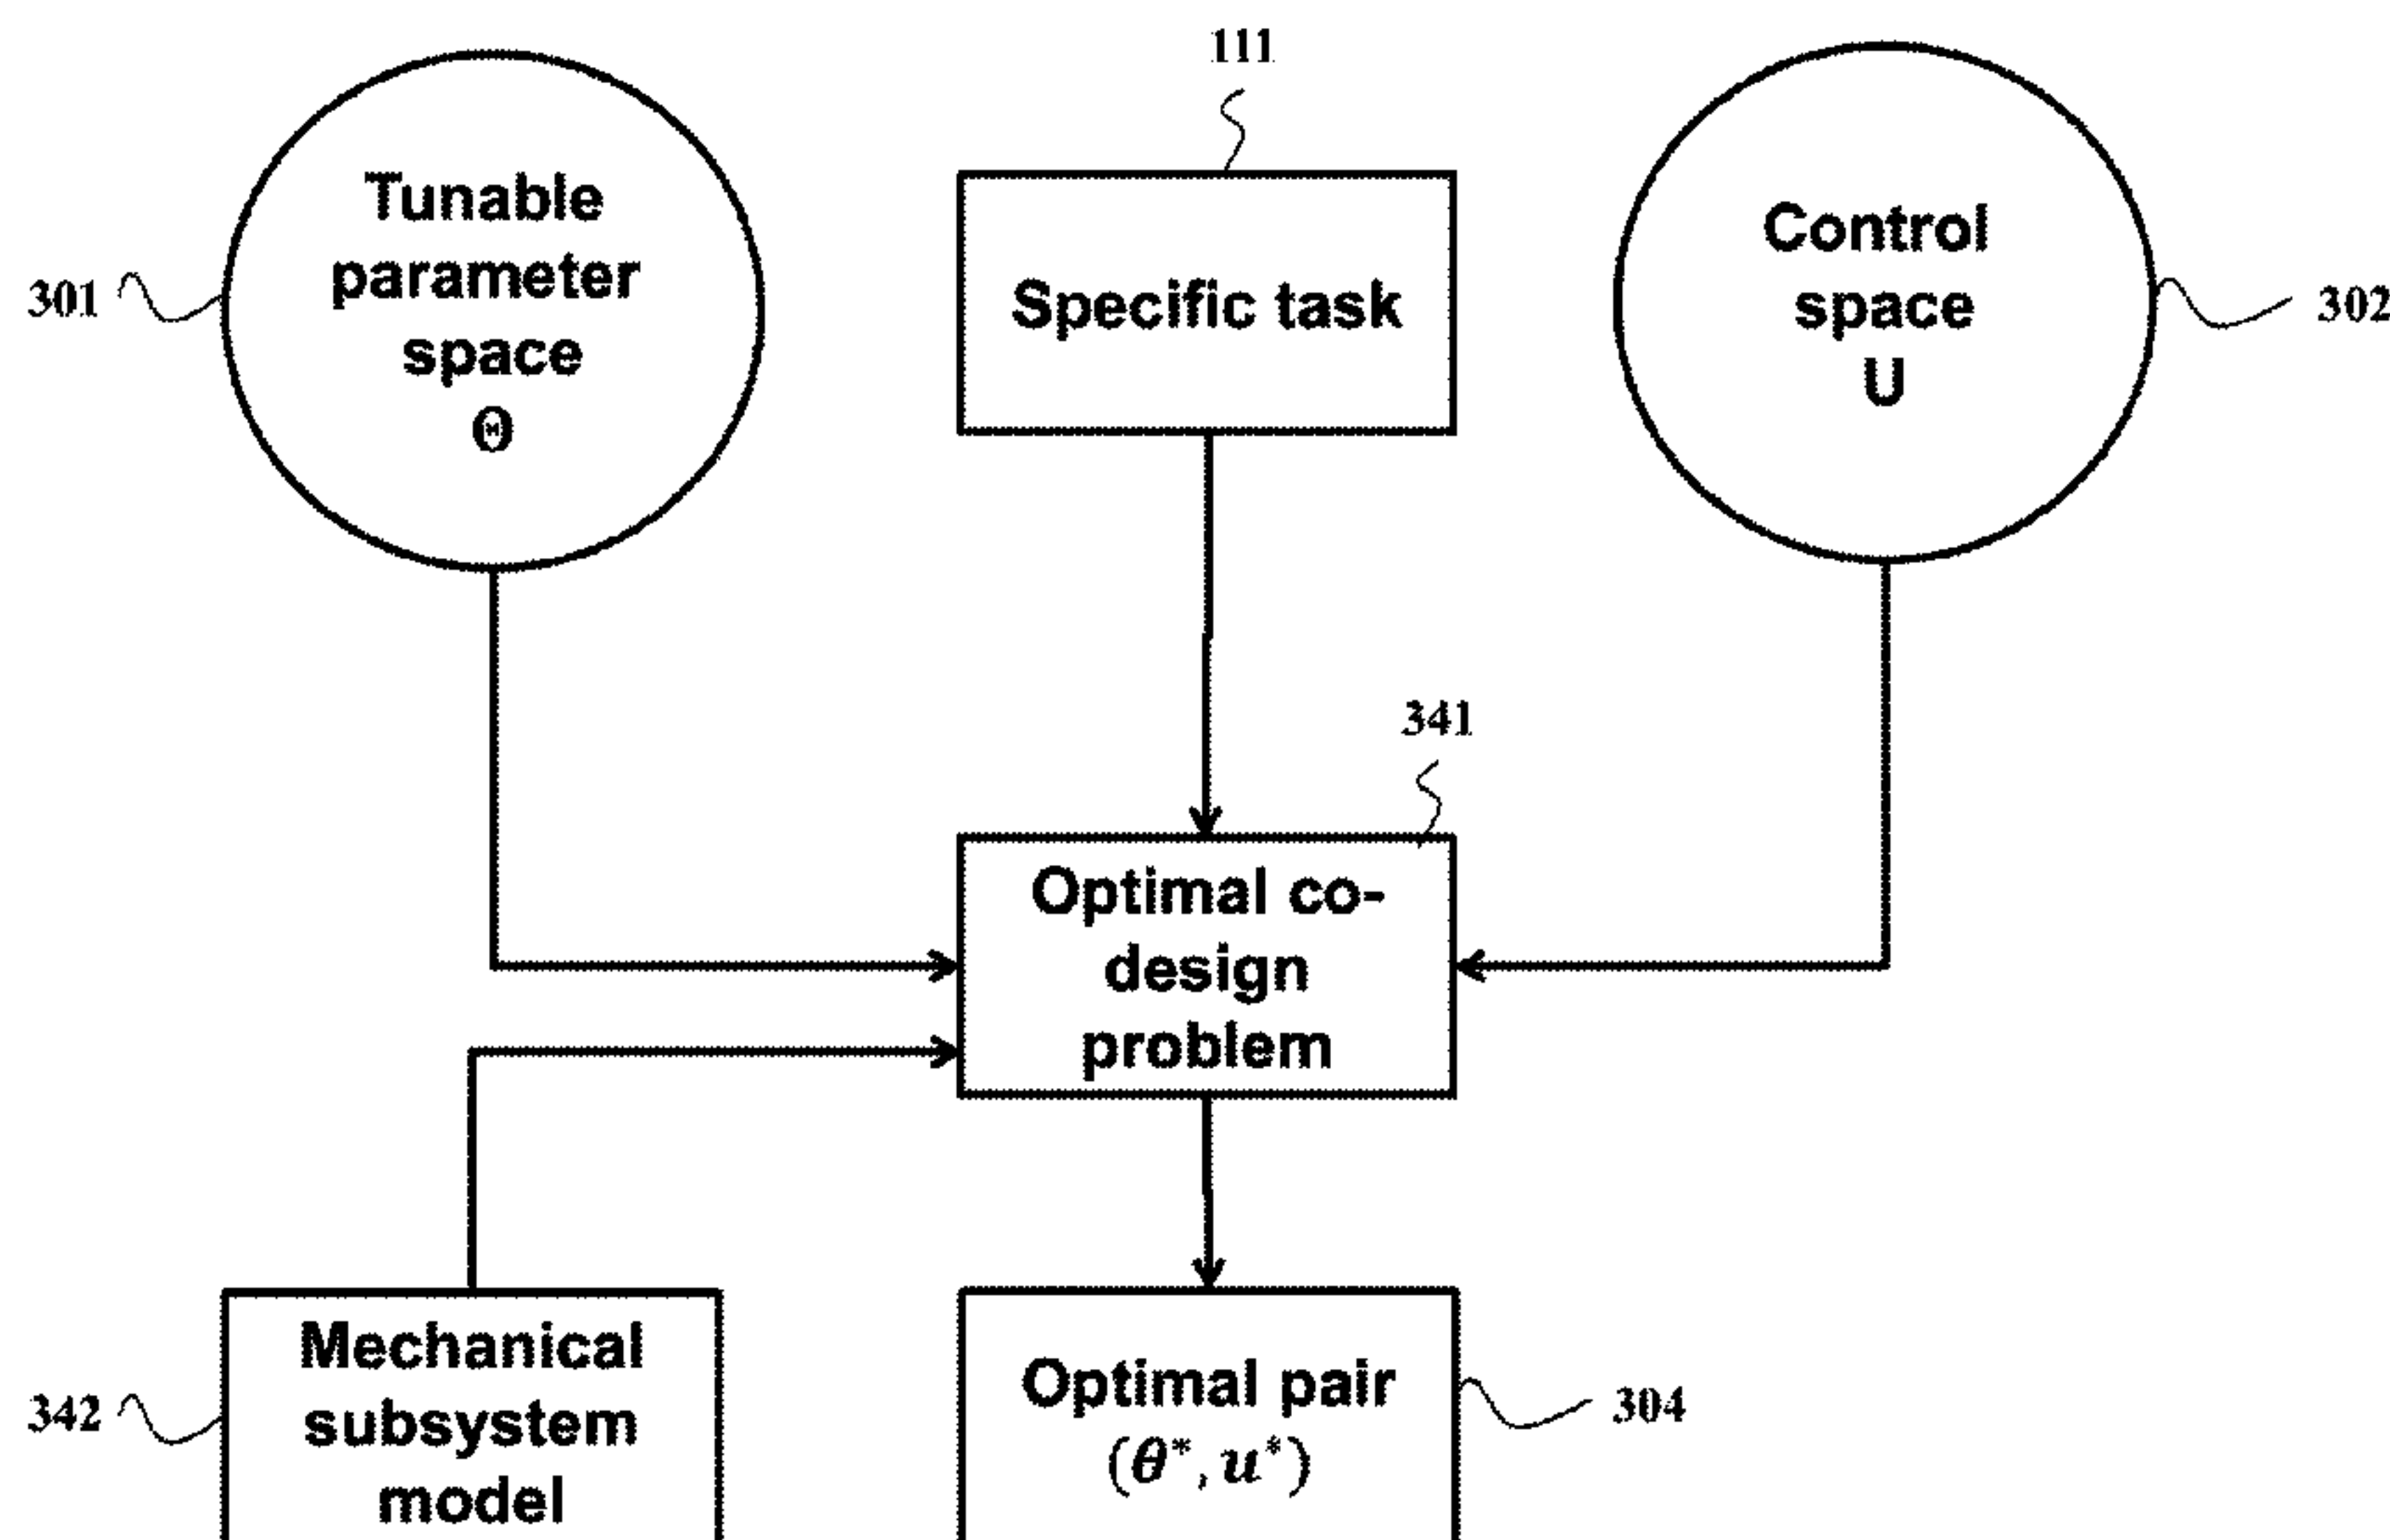 111
Tunable
parameter
space
Θ
301
Specific task
Control
space
U
302
341
Optimal co-
design
problem
Mechanical
subsystem
model
342
Optimal pair
(θ*, u*)
304